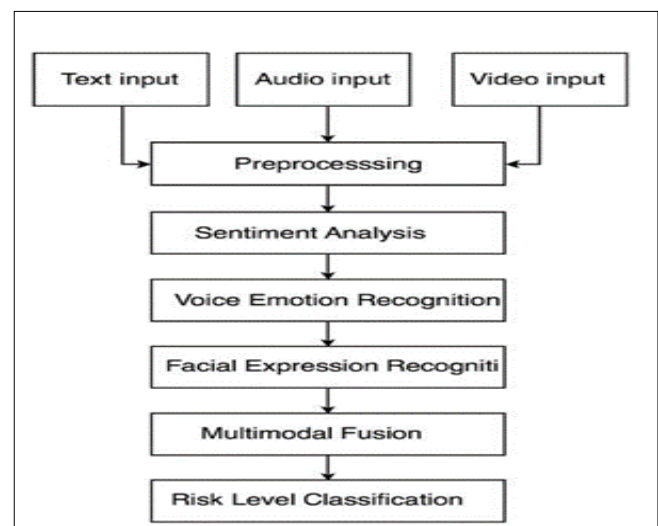 Text input
Audio input
Video input
Preprocesssing
Sentiment Analysis
Voice Emotion Recognition
Facial Expression Recogniti
Multimodal Fusion
Risk Level Classification